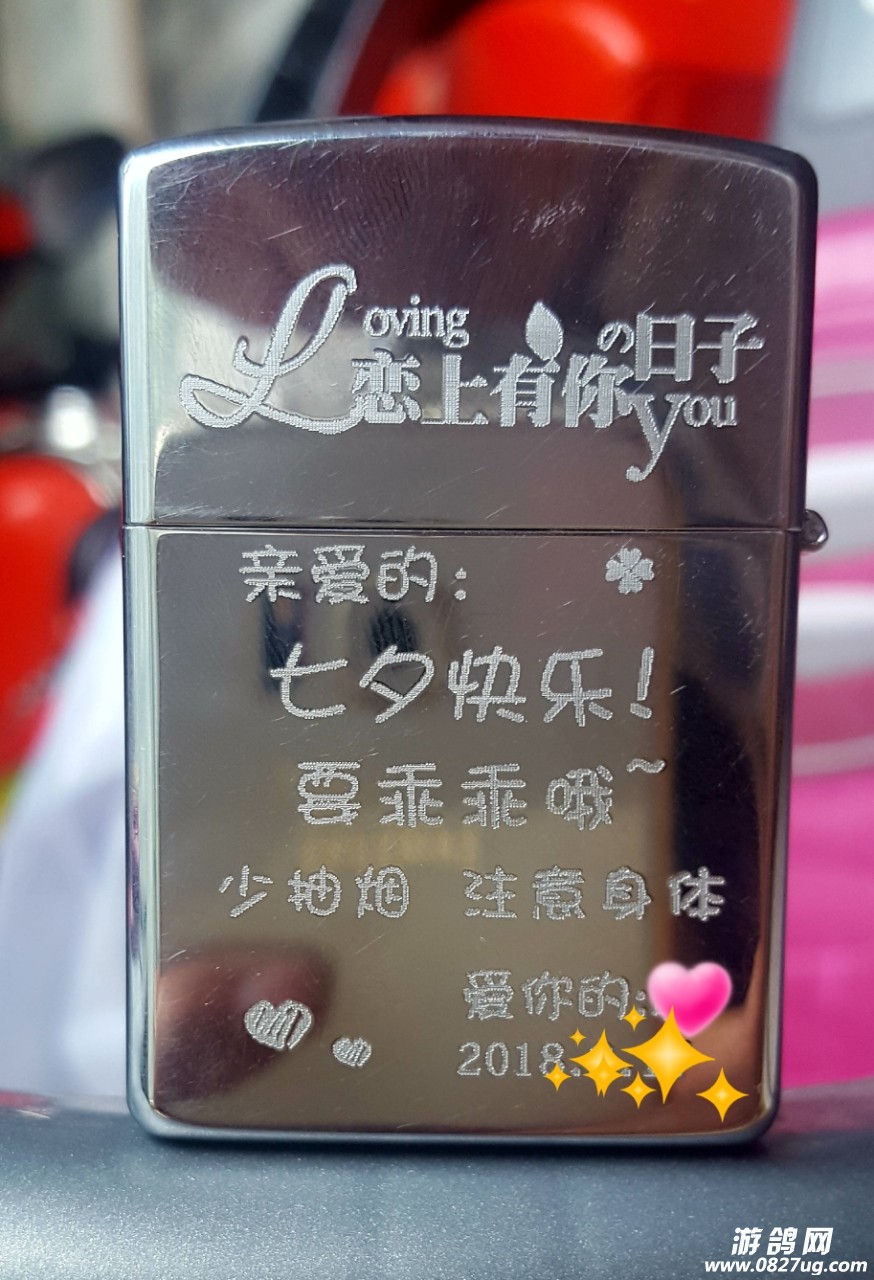 Loving
恋上有你の日子
you
亲爱的:
七夕快乐!
要乖乖哦~
少抽烟 注意身体
爱你的:
2018.
游鸽网
www.0827ug.com